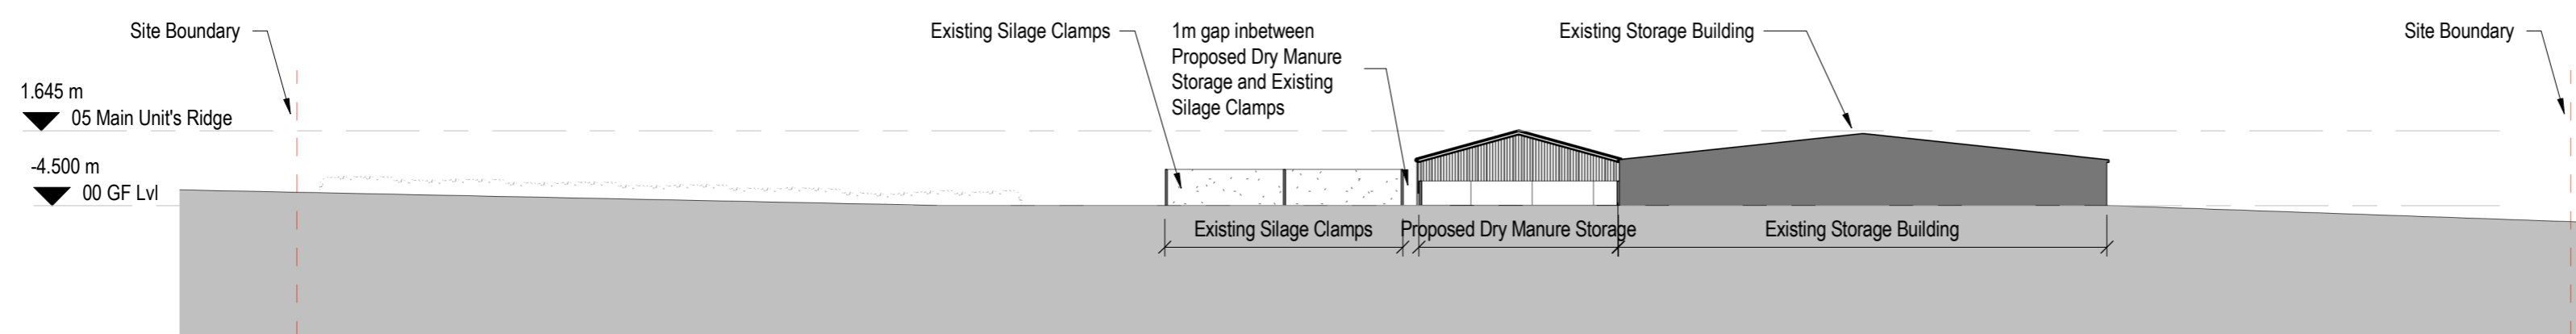 Site Boundary
Existing Silage Clamps
1m gap inbetween
Proposed Dry Manure
Storage and Existing
Silage Clamps
Existing Storage Building
Site Boundary
1.645 m
05 Main Unit's Ridge
-4.500 m
00 GF Lvl
Existing Silage Clamps
Proposed Dry Manure Storage
Existing Storage Building